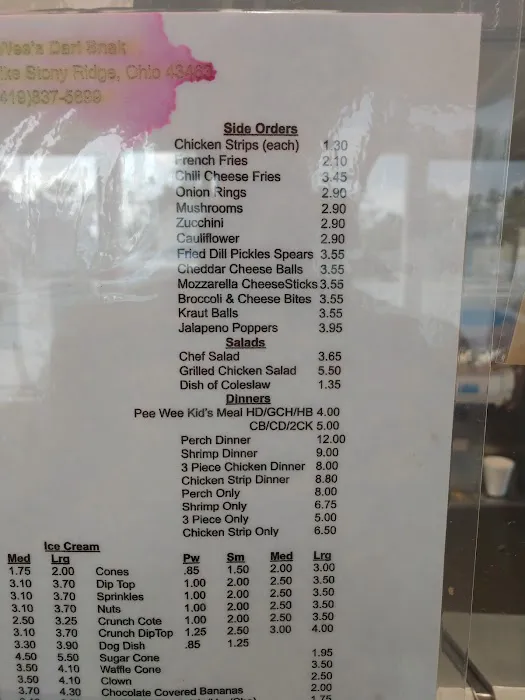 Wee's Dari Snak
Stony Ridge, Ohio 43463
419)837-5699
Side Orders
Chicken Strips (each) 1.30
French Fries 2.10
Chili Cheese Fries 3.45
Onion Rings 2.90
Mushrooms 2.90
Zucchini 2.90
Cauliflower 2.90
Fried Dill Pickles Spears 3.55
Cheddar Cheese Balls 3.55
Mozzarella CheeseSticks 3.55
Broccoli & Cheese Bites 3.55
Kraut Balls 3.55
Jalapeno Poppers 3.95
Salads
Chef Salad 3.65
Grilled Chicken Salad 5.50
Dish of Coleslaw 1.35
Dinners
Pee Wee Kid's Meal HD/GCH/HB 4.00
CB/CD/2CK 5.00
Perch Dinner 12.00
Shrimp Dinner 9.00
3 Piece Chicken Dinner 8.00
Chicken Strip Dinner 8.80
Perch Only 8.00
Shrimp Only 6.75
3 Piece Only 5.00
Chicken Strip Only 6.50
Ice Cream
Med Lrg Pw Sm Med Lrg
1.75 2.00 Cones .85 1.50 2.00 3.00
3.10 3.70 Dip Top 1.00 2.00 2.50 3.50
3.10 3.70 Sprinkles 1.00 2.00 2.50 3.50
3.10 3.70 Nuts 1.00 2.00 2.50 3.50
2.50 3.25 Crunch Cote 1.00 2.00 2.50 3.50
3.10 3.70 Crunch DipTop 1.25 2.50 3.00 4.00
3.30 3.90 Dog Dish .85 1.25
4.50 5.50 Sugar Cone 1.95
3.50 4.10 Waffle Cone 3.50
3.50 4.10 Clown 2.50
3.70 4.30 Chocolate Covered Bananas 2.00
1.75